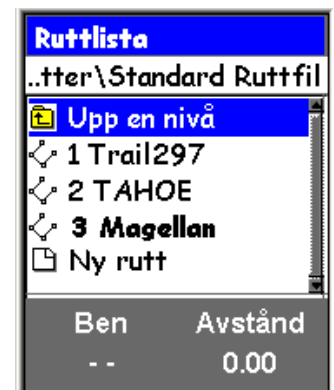 Ruttlista
..tter\Standard Ruttfil
Upp en nivå
1 Trail297
2 TAHOE
3 Magellan
Ny rutt
Ben Avstånd
- - 0.00